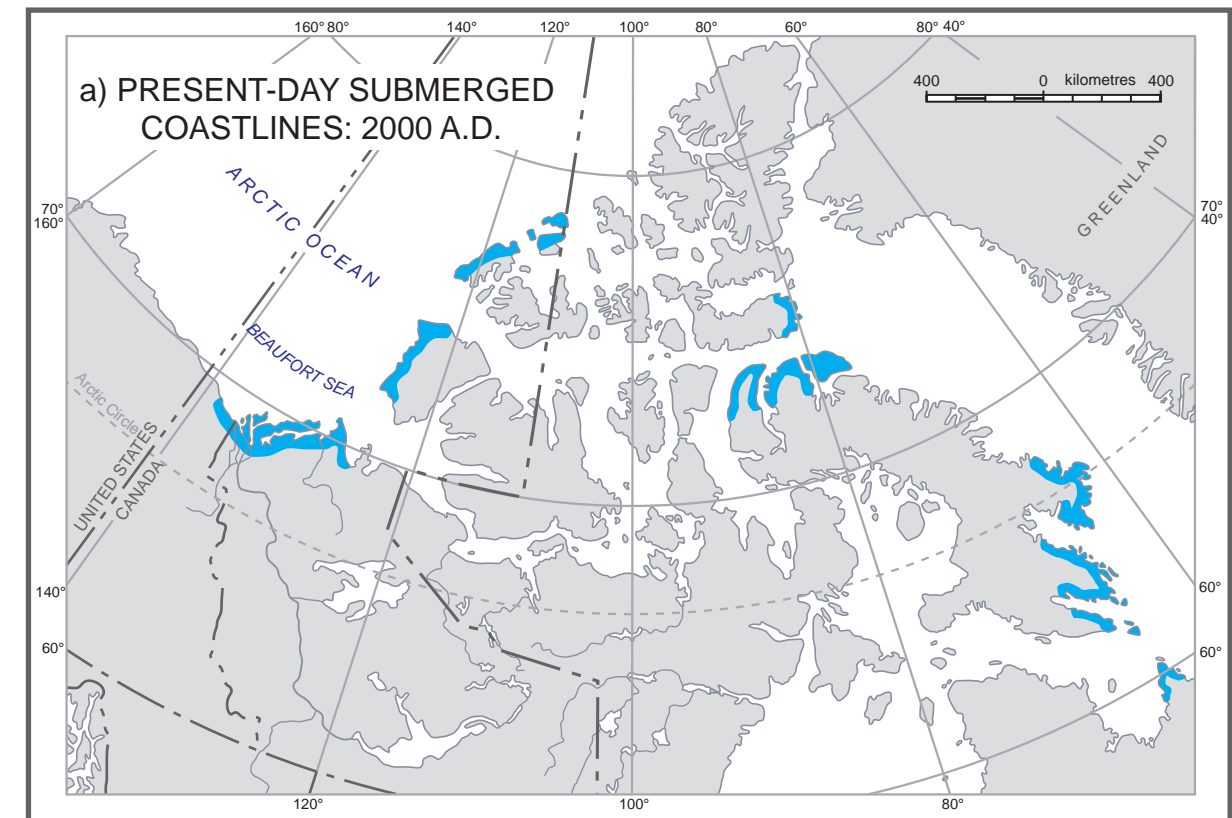 160° 80° 140° 120° 100° 80° 60° 80° 40°
a) PRESENT-DAY SUBMERGED
COASTLINES: 2000 A.D.
400 0 kilometres 400
ARCTIC OCEAN
GREENLAND
70°
160°
70°
40°
BEAUFORT SEA
Arctic Circle
UNITED STATES
CANADA
140°
60°
60°
60°
120° 100° 80°